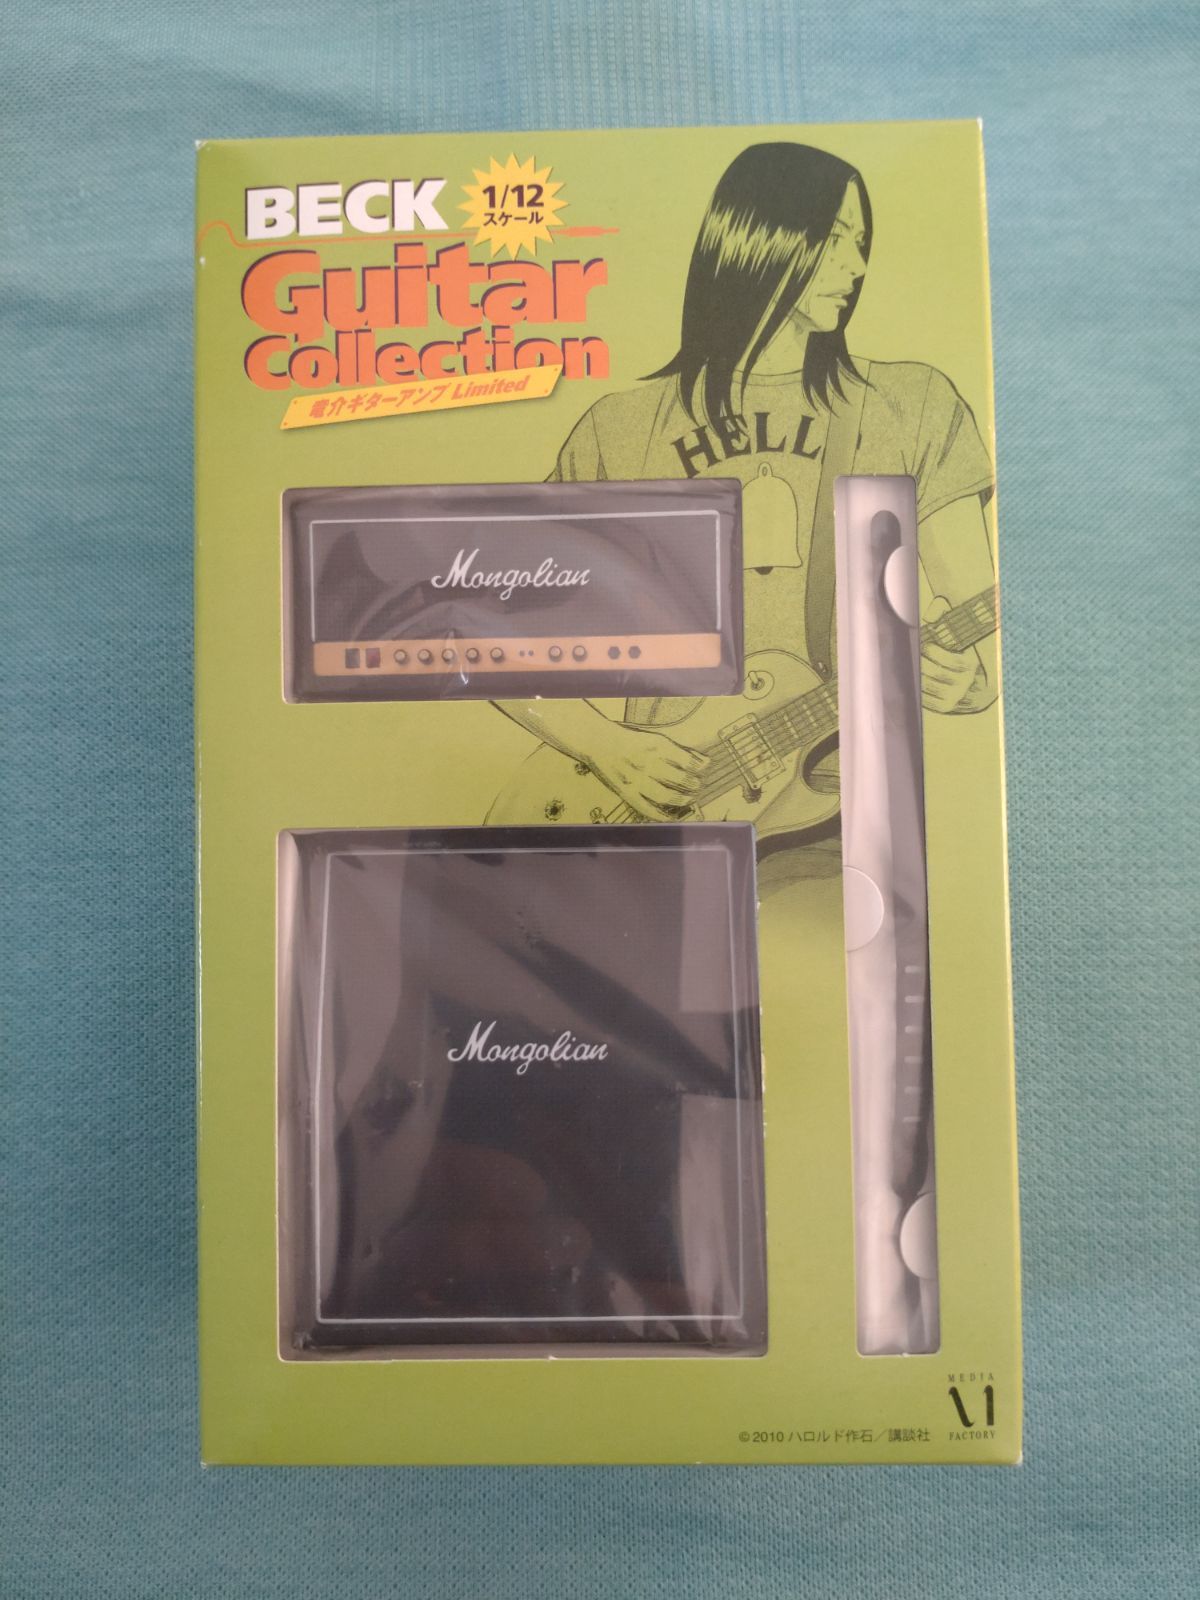 BECK
1/12
スケール
Guitar
Collection
竜介ギターアンプ Limited
HELL
Mongolian
Mongolian
MEDIA
FACTORY
©2010 ハロルド作石／講談社